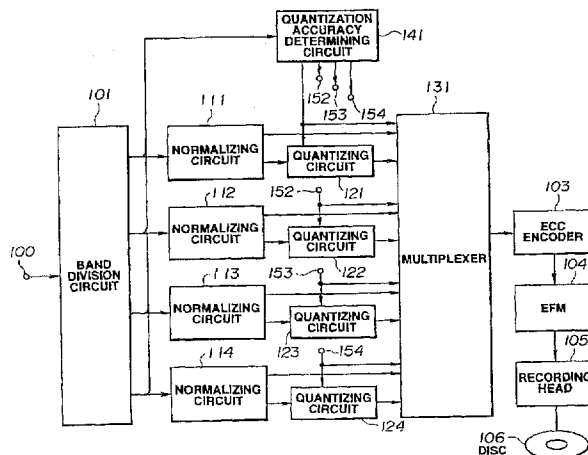 QUANTIZATION
ACCURACY
DETERMINING
CIRCUIT
141
152
153
154
101
BAND
DIVISION
CIRCUIT
100
111
NORMALIZING
CIRCUIT
QUANTIZING
CIRCUIT
121
112
NORMALIZING
CIRCUIT
152
QUANTIZING
CIRCUIT
122
113
NORMALIZING
CIRCUIT
153
QUANTIZING
CIRCUIT
123
114
NORMALIZING
CIRCUIT
154
QUANTIZING
CIRCUIT
124
131
MULTIPLEXER
103
ECC
ENCODER
104
EFM
105
RECORDING
HEAD
106 DISC